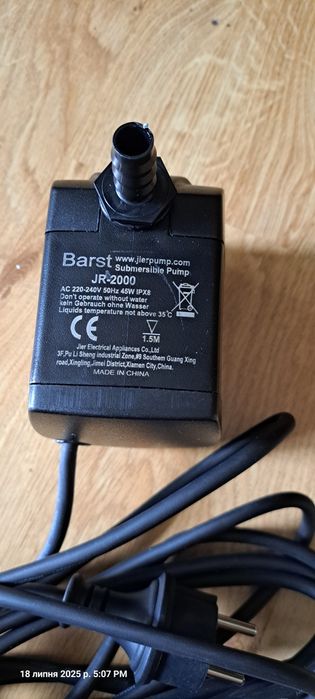 Barst www.jierpump.com
Submersible Pump
JR-2000
AC 220-240V 50Hz 45W IPX8
Don't operate without water
kein Gebrauch ohne Wasser
Liquids temperature not above 35°C
CE
1.5M
Jier Electrical Appliances Co.,Ltd
3F,Pu Li Sheng industrial Zone,#9 Southern Guang Xing
road,Xingling,Jimei District,Xiamen City,China.
MADE IN CHINA
18 липня 2025 р. 5:07 PM